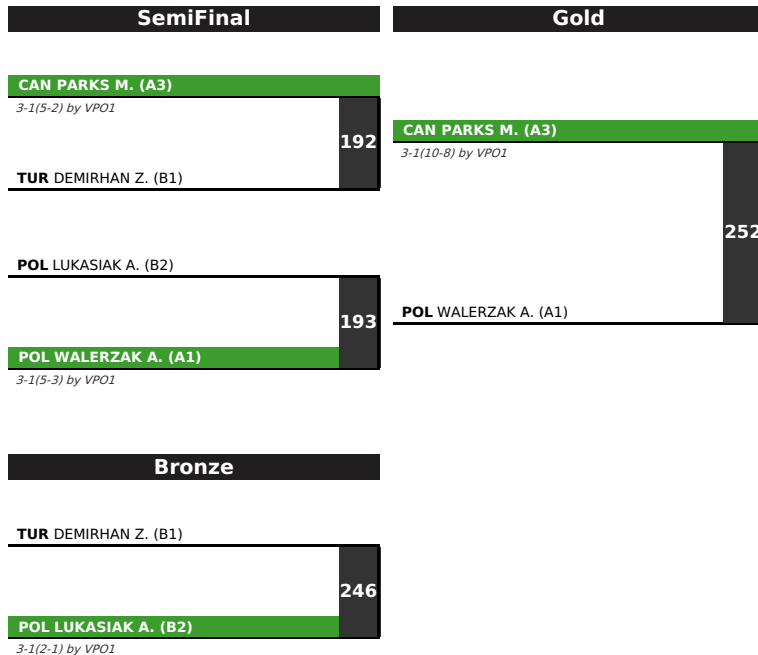 SemiFinal
CAN PARKS M. (A3)
3-1(5-2) by VPO1
192
TUR DEMIRHAN Z. (B1)
POL LUKASIAK A. (B2)
193
POL WALERZAK A. (A1)
3-1(5-3) by VPO1
Gold
CAN PARKS M. (A3)
3-1(10-8) by VPO1
252
POL WALERZAK A. (A1)
Bronze
TUR DEMIRHAN Z. (B1)
246
POL LUKASIAK A. (B2)
3-1(2-1) by VPO1